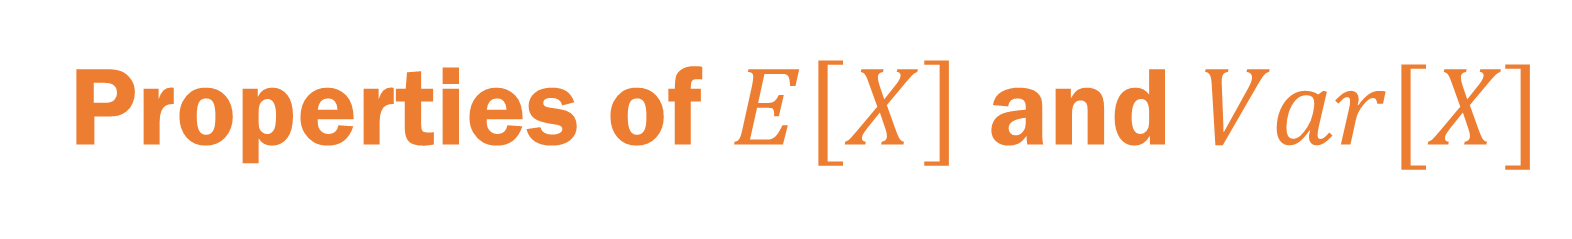 Properties of E[X] and Var[X]